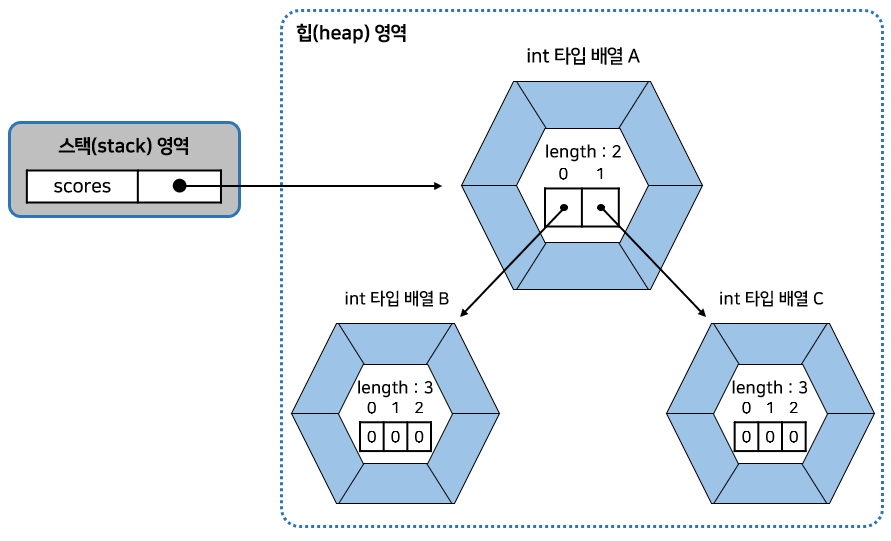 힙(heap) 영역
int 타입 배열 A
스택(stack) 영역
scores
length : 2
0 1
int 타입 배열 B
length : 3
0 1 2
0 0 0
int 타입 배열 C
length : 3
0 1 2
0 0 0